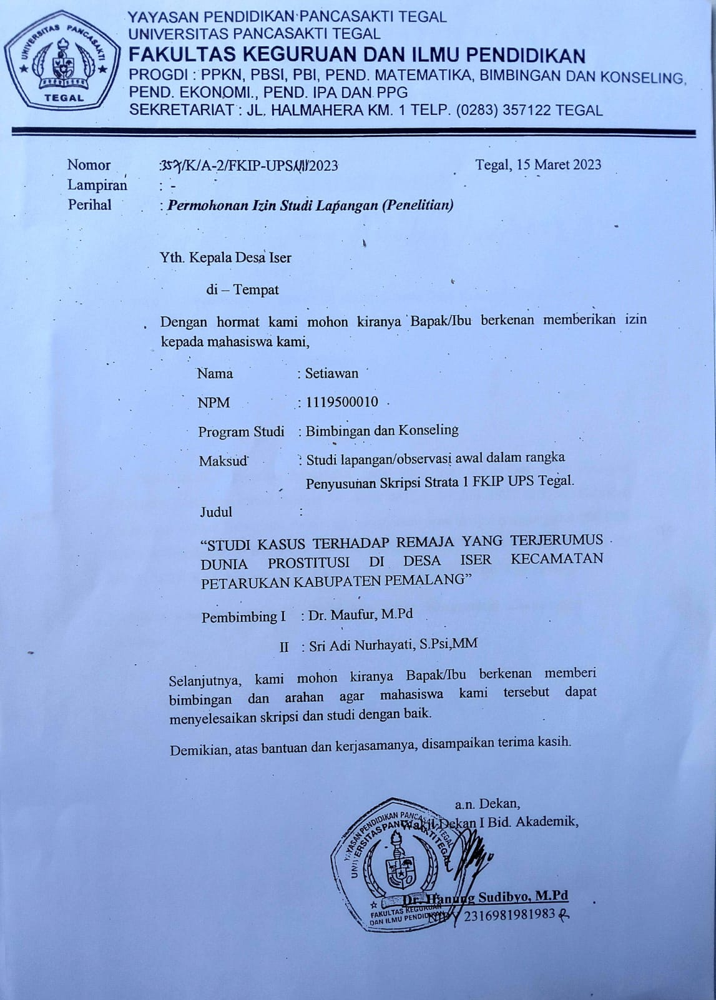 YAYASAN PENDIDIKAN PANCASAKTI TEGAL
UNIVERSITAS PANCASAKTI TEGAL
FAKULTAS KEGURUAN DAN ILMU PENDIDIKAN
PROGDI : PPKN, PBSI, PBI, PEND. MATEMATIKA, BIMBINGAN DAN KONSELING,
PEND. EKONOMI., PEND. IPA DAN PPG
SEKRETARIAT : JL. HALMAHERA KM. 1 TELP. (0283) 357122 TEGAL
UNIVERSITAS PANCASAKTI
TEGAL
Nomor : 357/K/A-2/FKIP-UPS/III/2023 Tegal, 15 Maret 2023
Lampiran : -
Perihal : Permohonan Izin Studi Lapangan (Penelitian)
Yth. Kepala Desa Iser
di – Tempat
Dengan hormat kami mohon kiranya Bapak/Ibu berkenan memberikan izin
kepada mahasiswa kami,
Nama : Setiawan
NPM : 1119500010
Program Studi : Bimbingan dan Konseling
Maksud : Studi lapangan/observasi awal dalam rangka
Penyusunan Skripsi Strata 1 FKIP UPS Tegal.
Judul :
“STUDI KASUS TERHADAP REMAJA YANG TERJERUMUS
DUNIA PROSTITUSI DI DESA ISER KECAMATAN
PETARUKAN KABUPATEN PEMALANG”
Pembimbing I : Dr. Maufur, M.Pd
II : Sri Adi Nurhayati, S.Psi,MM
Selanjutnya, kami mohon kiranya Bapak/Ibu berkenan memberi
bimbingan dan arahan agar mahasiswa kami tersebut dapat
menyelesaikan skripsi dan studi dengan baik.
Demikian, atas bantuan dan kerjasamanya, disampaikan terima kasih.
a.n. Dekan,
Wakil Dekan I Bid. Akademik,
YAYASAN PENDIDIKAN PANCASAKTI TEGAL
UNIVERSITAS PANCASAKTI TEGAL
FAKULTAS KEGURUAN
DAN ILMU PENDIDIKAN
Dr. Hanung Sudibyo, M.Pd
NIPY 2316981981983